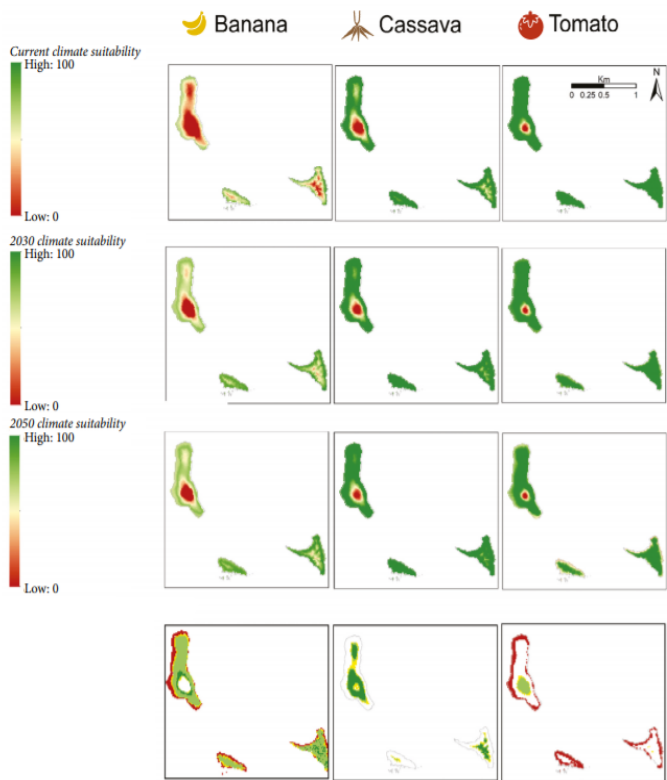 Banana Cassava Tomato
Current climate suitability
High: 100
Low: 0
Km
0 0.25 0.5 1
N
2030 climate suitability
High: 100
Low: 0
2050 climate suitability
High: 100
Low: 0